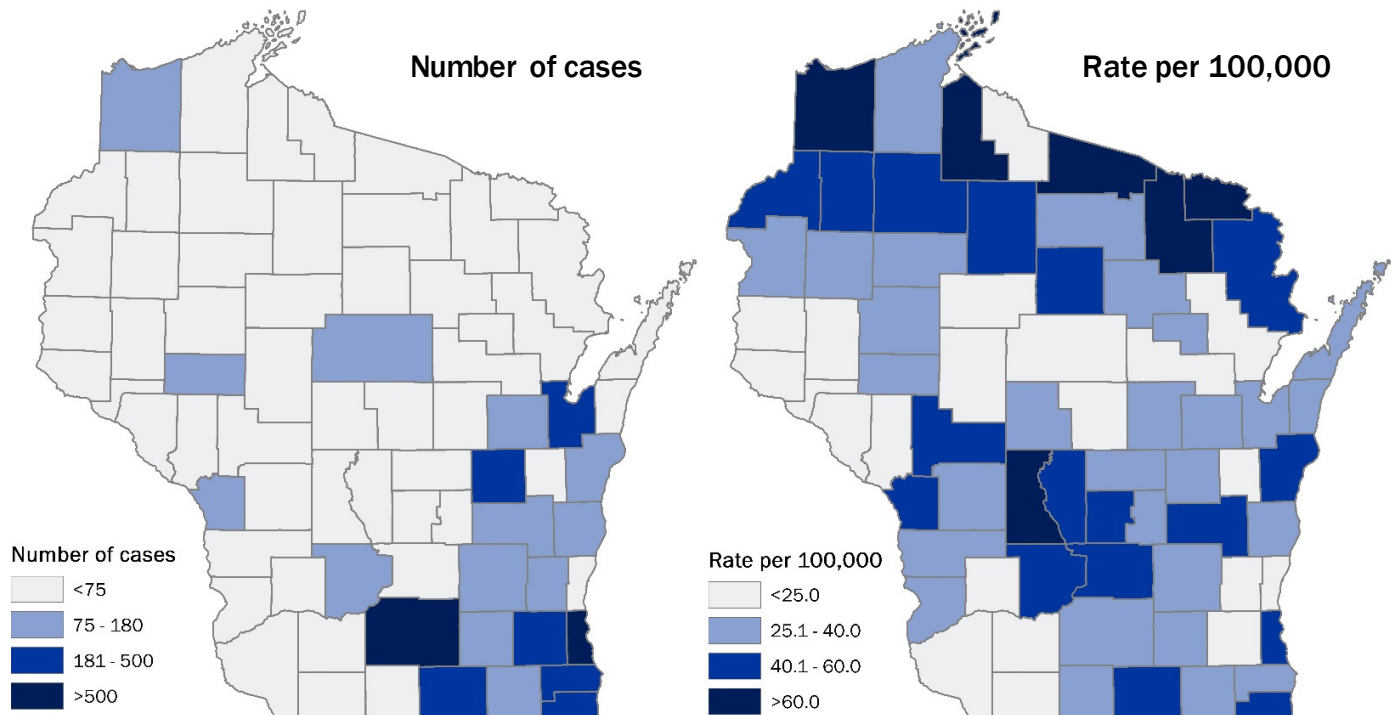 Number of cases
Rate per 100,000
Number of cases
<75
75 - 180
181 - 500
>500
Rate per 100,000
<25.0
25.1 - 40.0
40.1 - 60.0
>60.0